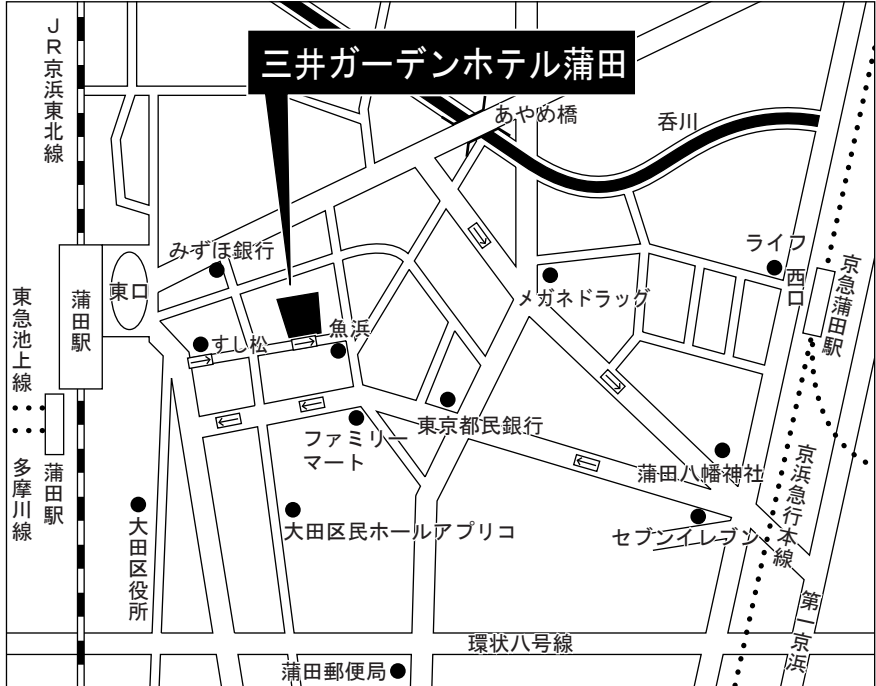 JR京浜東北線
三井ガーデンホテル蒲田
あやめ橋
呑川
みずほ銀行
ライフ
西口
京急蒲田駅
東口
蒲田駅
東急池上線
メガネドラッグ
すし松
魚浜
東京都民銀行
ファミリー
マート
蒲田駅
多摩川線
蒲田八幡神社
京浜急行本線
大田区役所
大田区民ホールアプリコ
セブンイレブン
第一京浜
環状八号線
蒲田郵便局